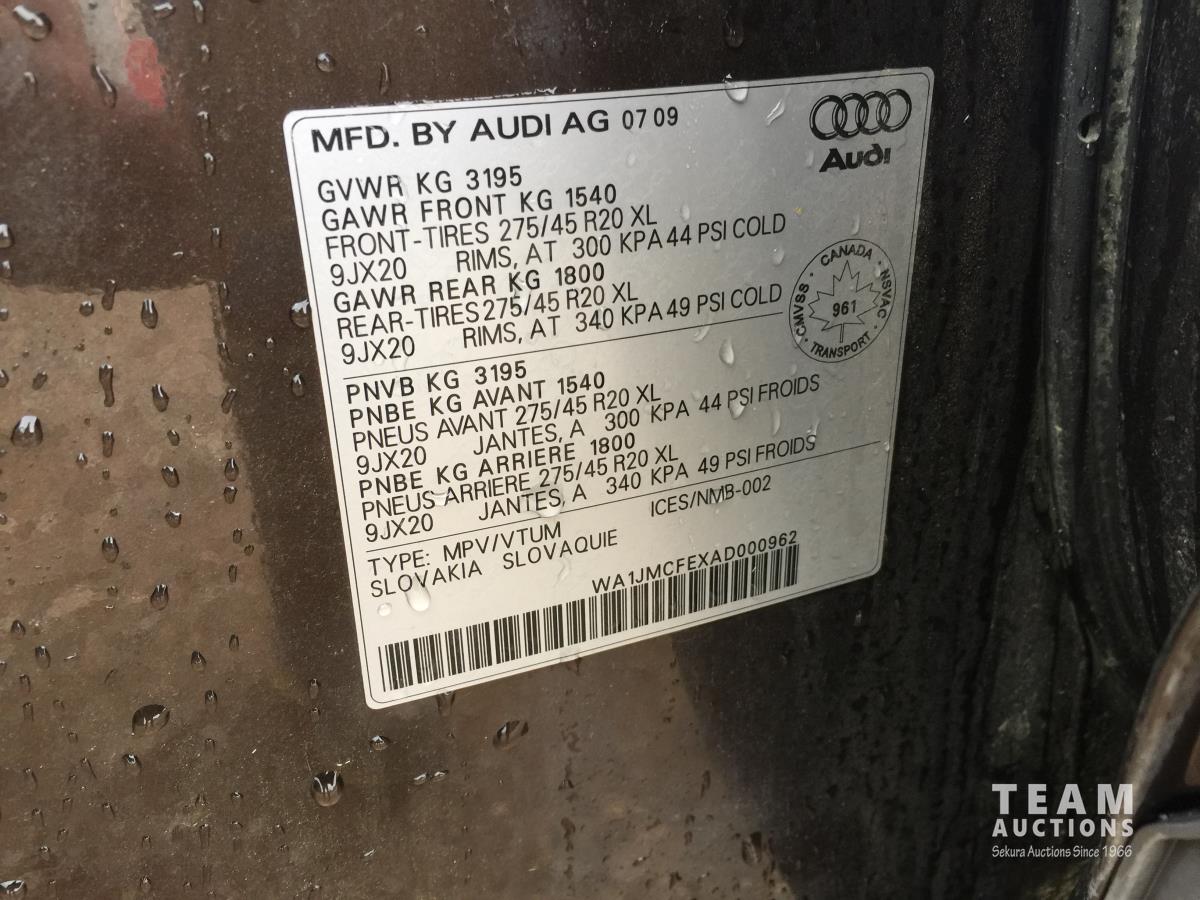 MFD. BY AUDI AG 07 09
Audi
GVWR KG 3195
GAWR FRONT KG 1540
FRONT-TIRES 275/45 R20 XL
9JX20 RIMS, AT 300 KPA 44 PSI COLD
GAWR REAR KG 1800
REAR-TIRES 275/45 R20 XL
9JX20 RIMS, AT 340 KPA 49 PSI COLD
CANADA · NSVAC · TRANSPORT · CMVSS ·
961
PNVB KG 3195
PNBE KG AVANT 1540
PNEUS AVANT 275/45 R20 XL
9JX20 JANTES, A 300 KPA 44 PSI FROIDS
PNBE KG ARRIERE 1800
PNEUS ARRIERE 275/45 R20 XL
9JX20 JANTES, A 340 KPA 49 PSI FROIDS
TYPE: MPV/VTUM ICES/NMB-002
SLOVAKIA SLOVAQUIE
WA1JMCFEXAD000962
TEAM
AUCTIONS
Sekura Auctions Since 1966